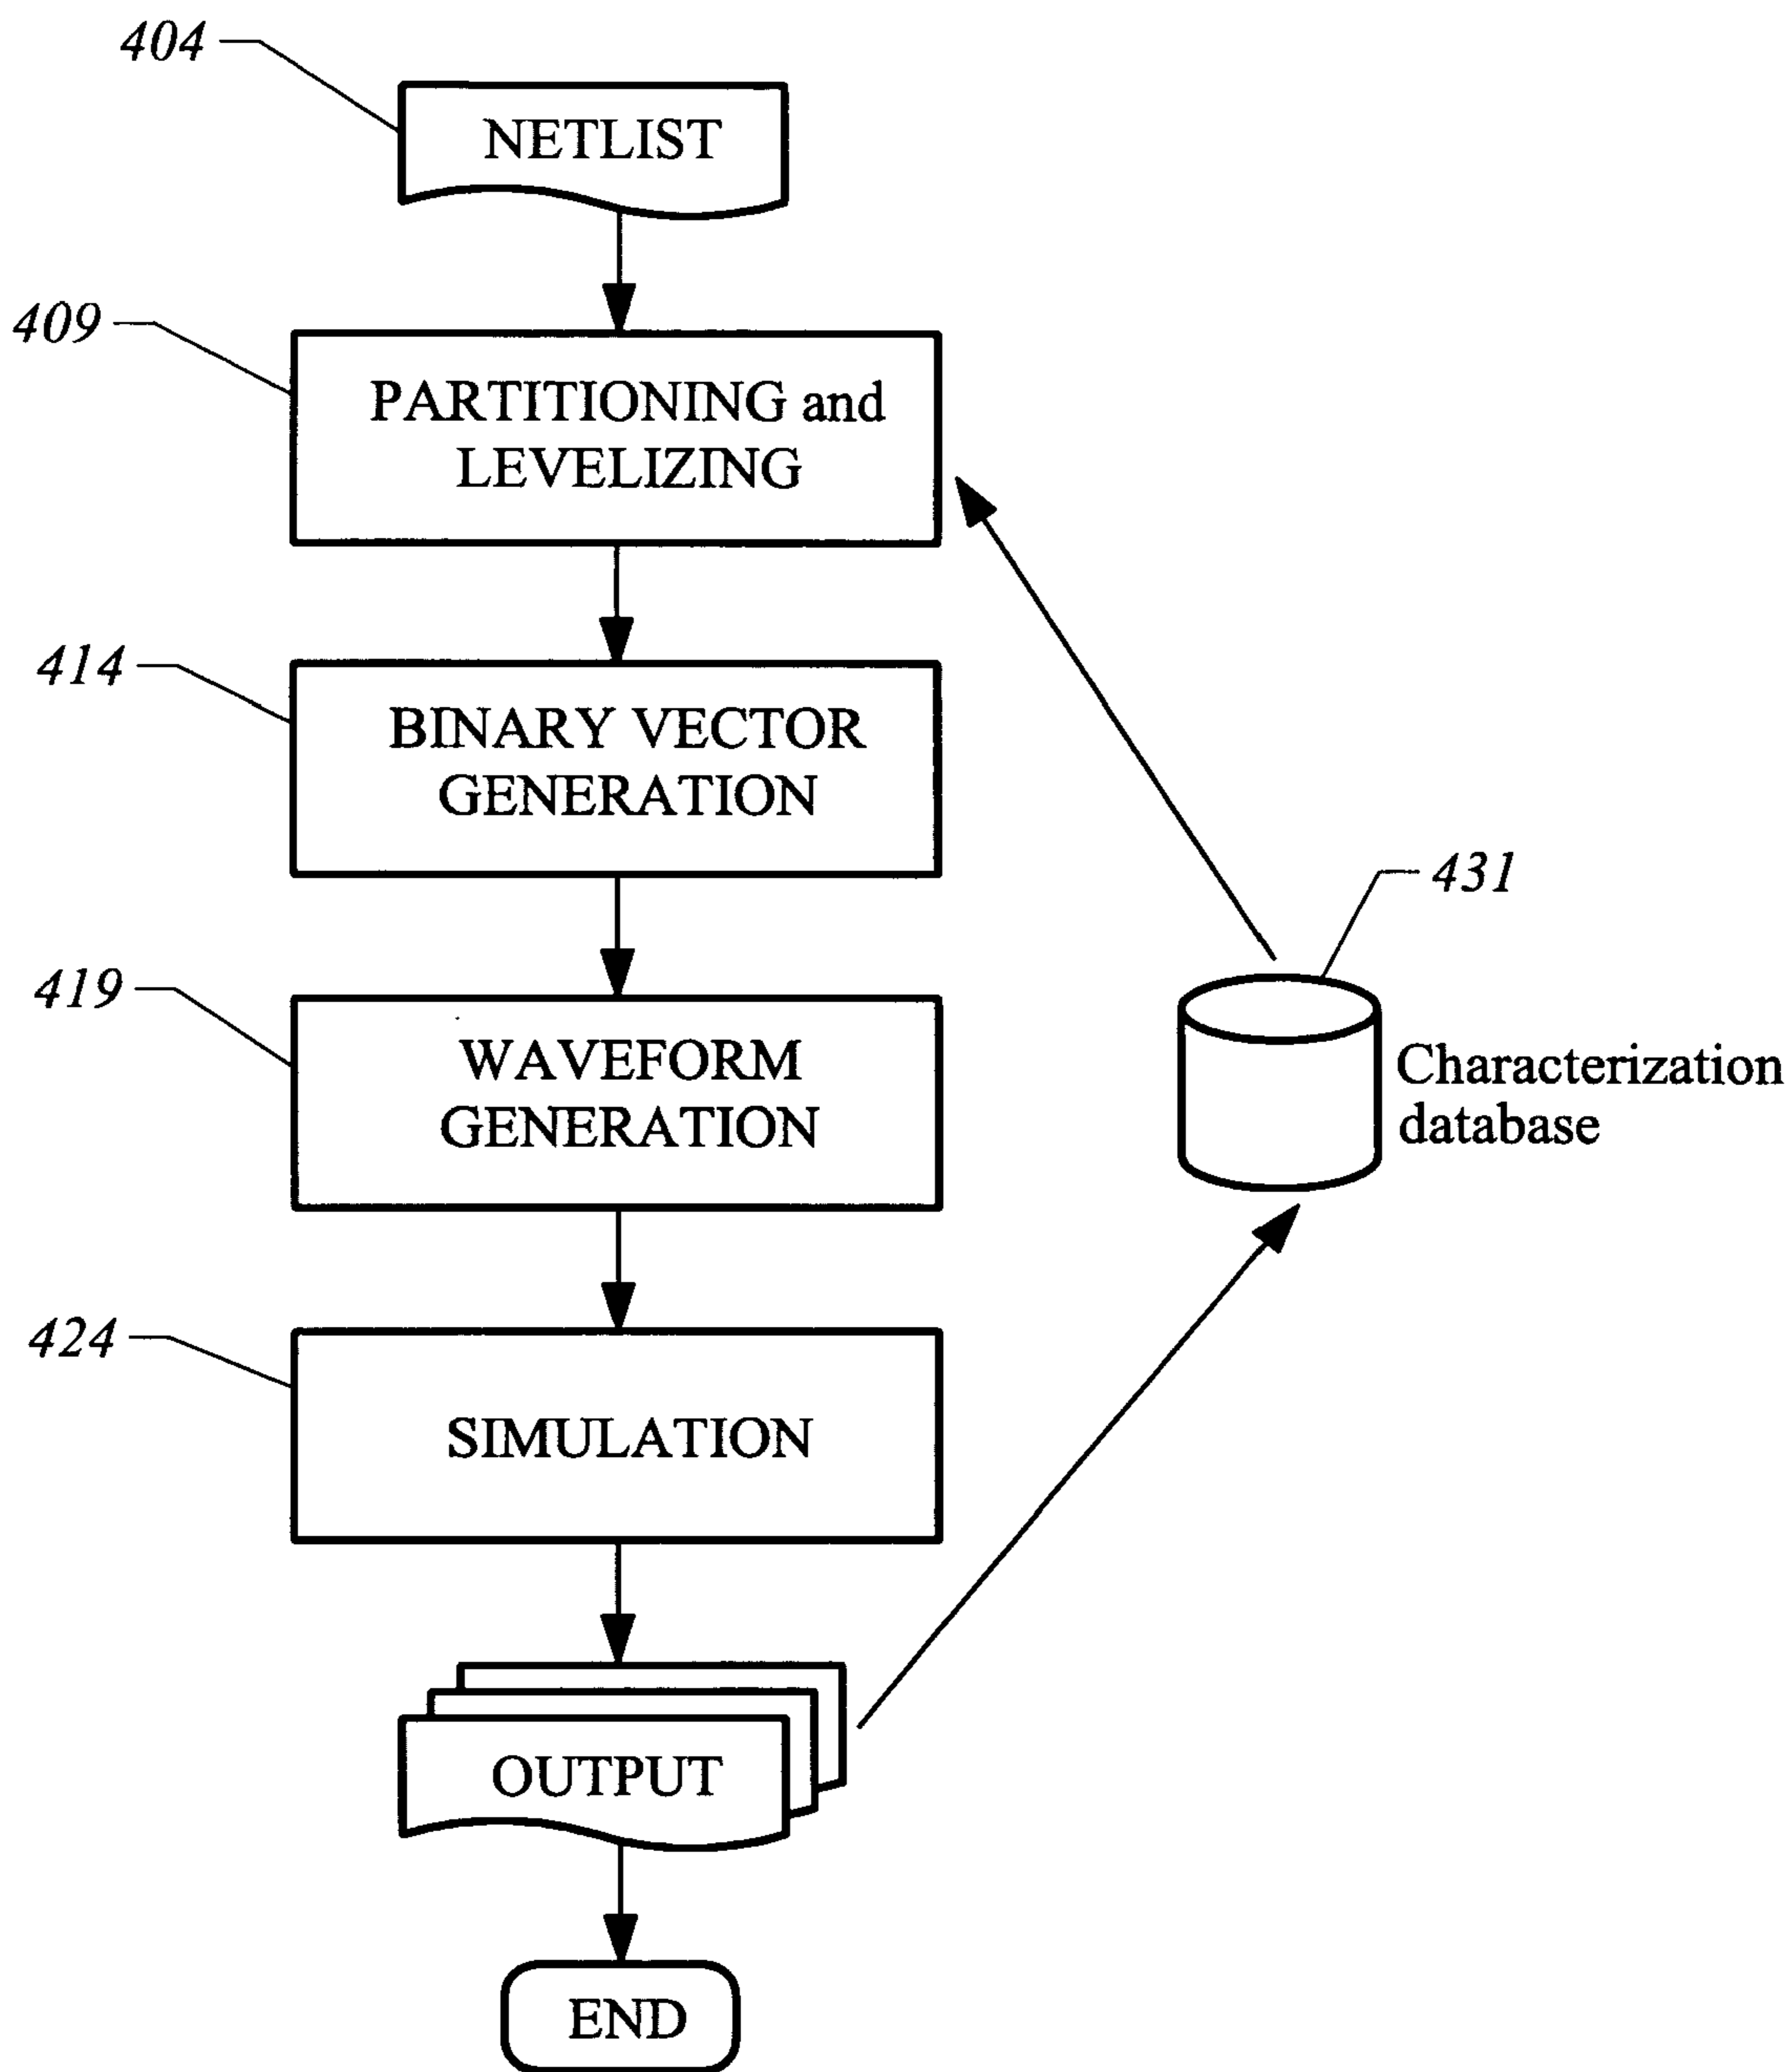 404
NETLIST
409
PARTITIONING and
LEVELIZING
414
BINARY VECTOR
GENERATION
431
419
WAVEFORM
GENERATION
Characterization
database
424
SIMULATION
OUTPUT
END